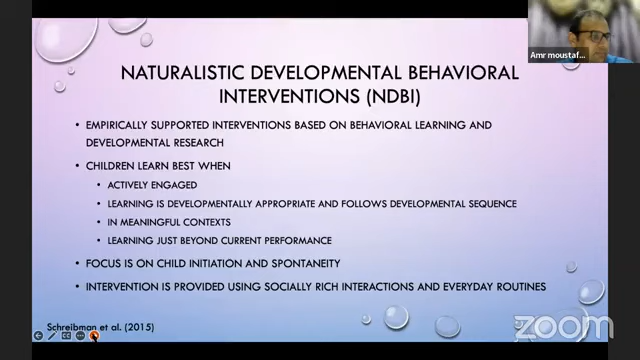 Amr moustaf...
NATURALISTIC DEVELOPMENTAL BEHAVIORAL
INTERVENTIONS (NDBI)
• EMPIRICALLY SUPPORTED INTERVENTIONS BASED ON BEHAVIORAL LEARNING AND
DEVELOPMENTAL RESEARCH
• CHILDREN LEARN BEST WHEN
• ACTIVELY ENGAGED
• LEARNING IS DEVELOPMENTALLY APPROPRIATE AND FOLLOWS DEVELOPMENTAL SEQUENCE
• IN MEANINGFUL CONTEXTS
• LEARNING JUST BEYOND CURRENT PERFORMANCE
• FOCUS IS ON CHILD INITIATION AND SPONTANEITY
• INTERVENTION IS PROVIDED USING SOCIALLY RICH INTERACTIONS AND EVERYDAY ROUTINES
Schreibman et al. (2015)
zoom